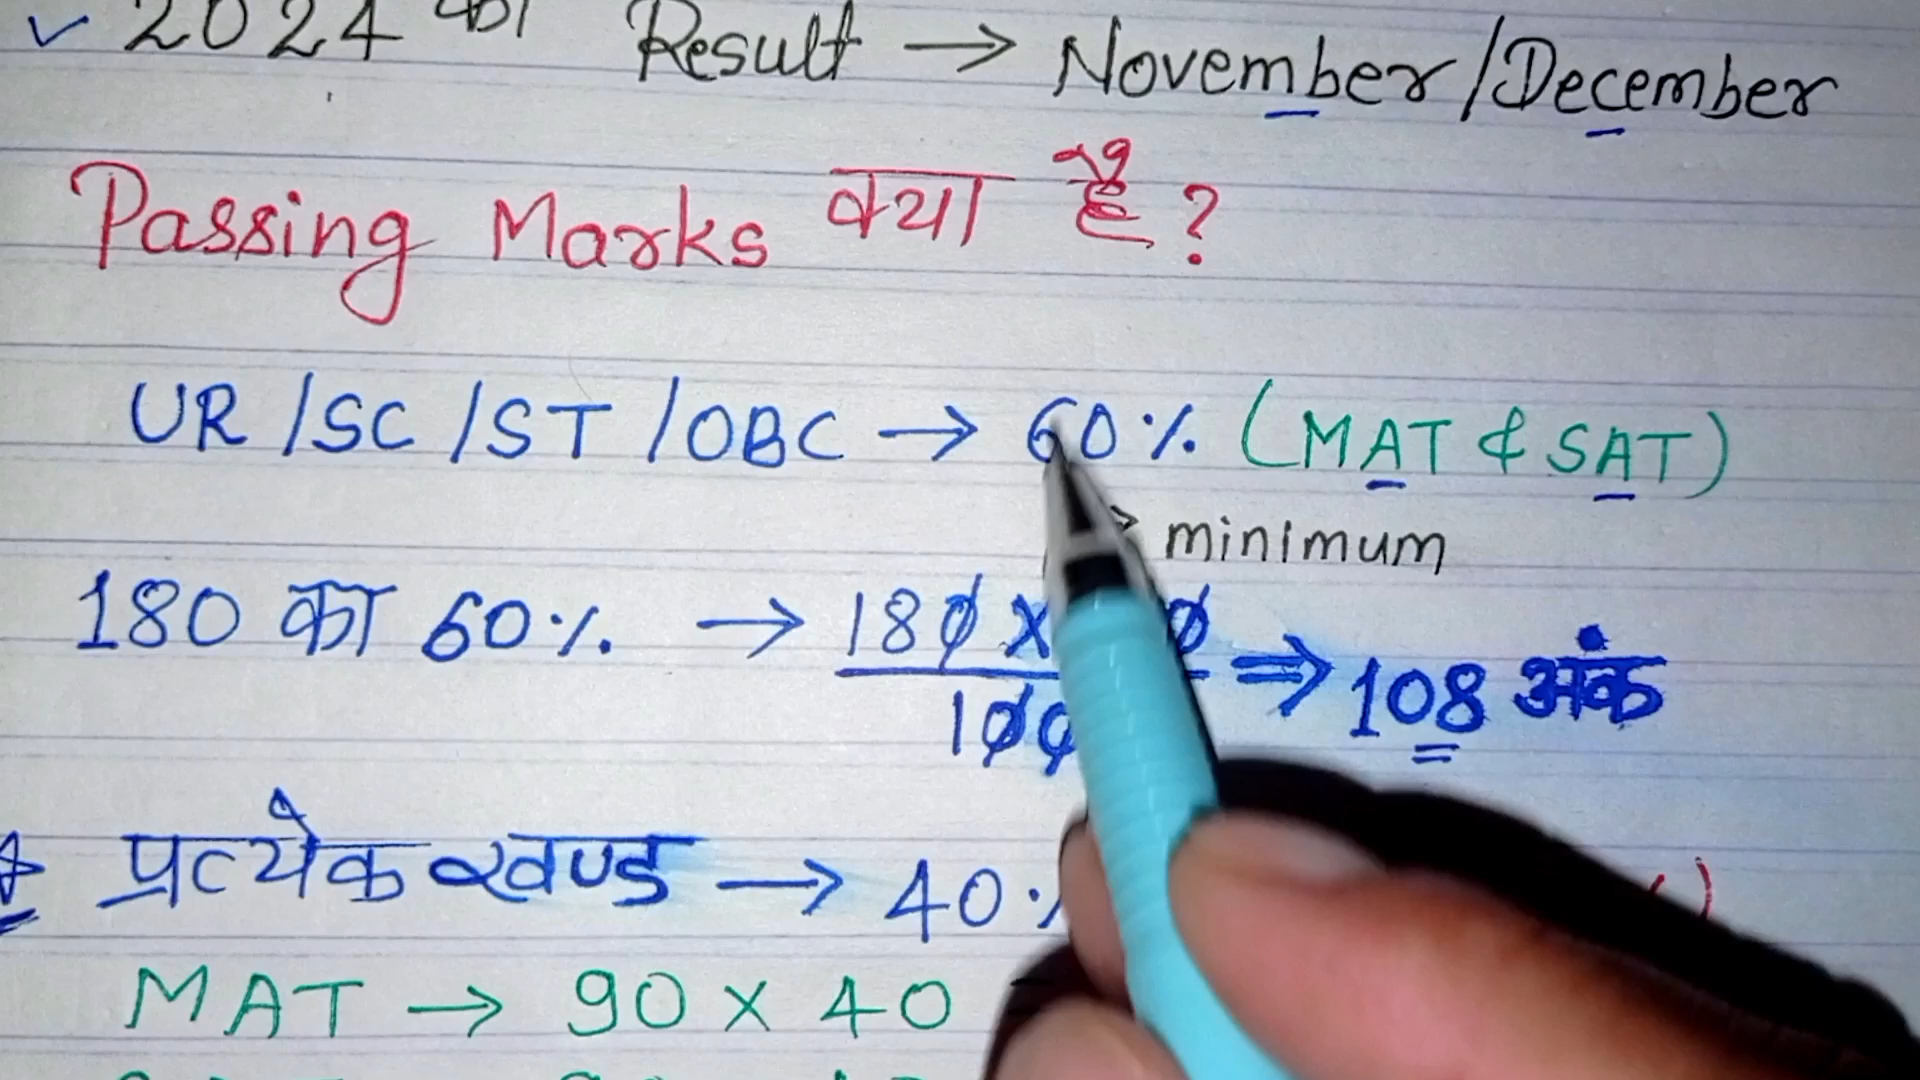 ✓ 2024 का Result → November/December
Passing Marks क्या है?
UR/SC/ST/OBC → 60% (MAT & SAT)
→ minimum
180 का 60% → 180 x 0 / 100 ⇒ 108 अंक
प्रत्येक खण्ड → 40%
MAT → 90 x 40